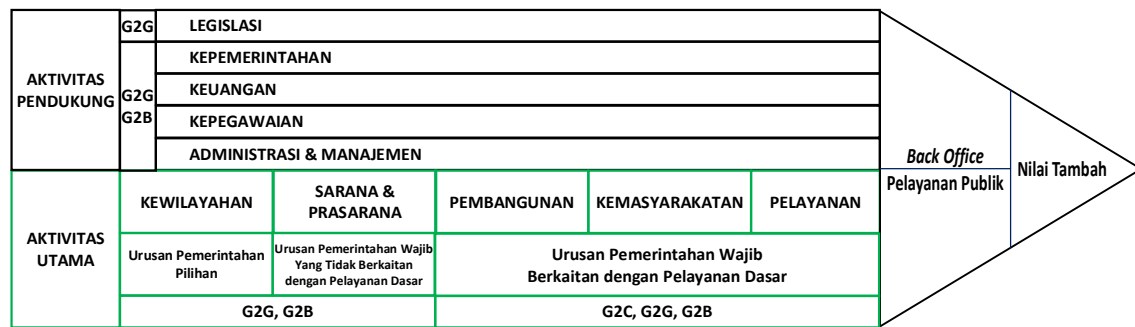 AKTIVITAS
PENDUKUNG
G2G
LEGISLASI
G2G
G2B
KEPEMERINTAHAN
KEUANGAN
KEPEGAWAIAN
ADMINISTRASI & MANAJEMEN
AKTIVITAS
UTAMA
KEWILAYAHAN
SARANA &
PRASARANA
PEMBANGUNAN
KEMASYARAKATAN
PELAYANAN
Urusan Pemerintahan
Pilihan
Urusan Pemerintahan Wajib
Yang Tidak Berkaitan
dengan Pelayanan Dasar
Urusan Pemerintahan Wajib
Berkaitan dengan Pelayanan Dasar
G2G, G2B
G2C, G2G, G2B
Back Office
Pelayanan Publik
Nilai Tambah